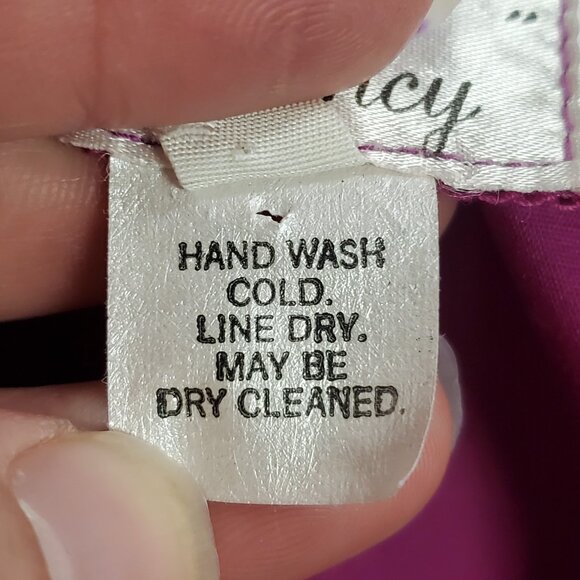 HAND WASH
COLD.
LINE DRY.
MAY BE
DRY CLEANED.